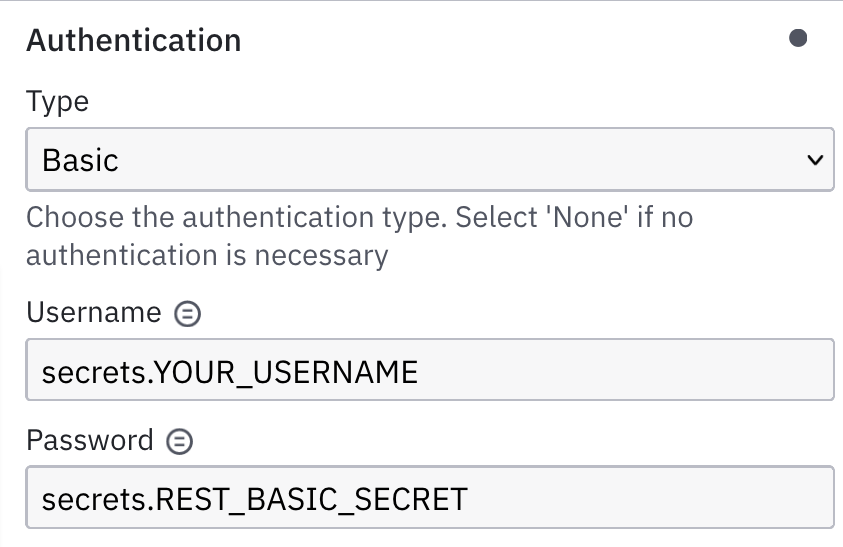 Authentication
Type
Basic
Choose the authentication type. Select 'None' if no
authentication is necessary
Username
secrets.YOUR_USERNAME
Password
secrets.REST_BASIC_SECRET